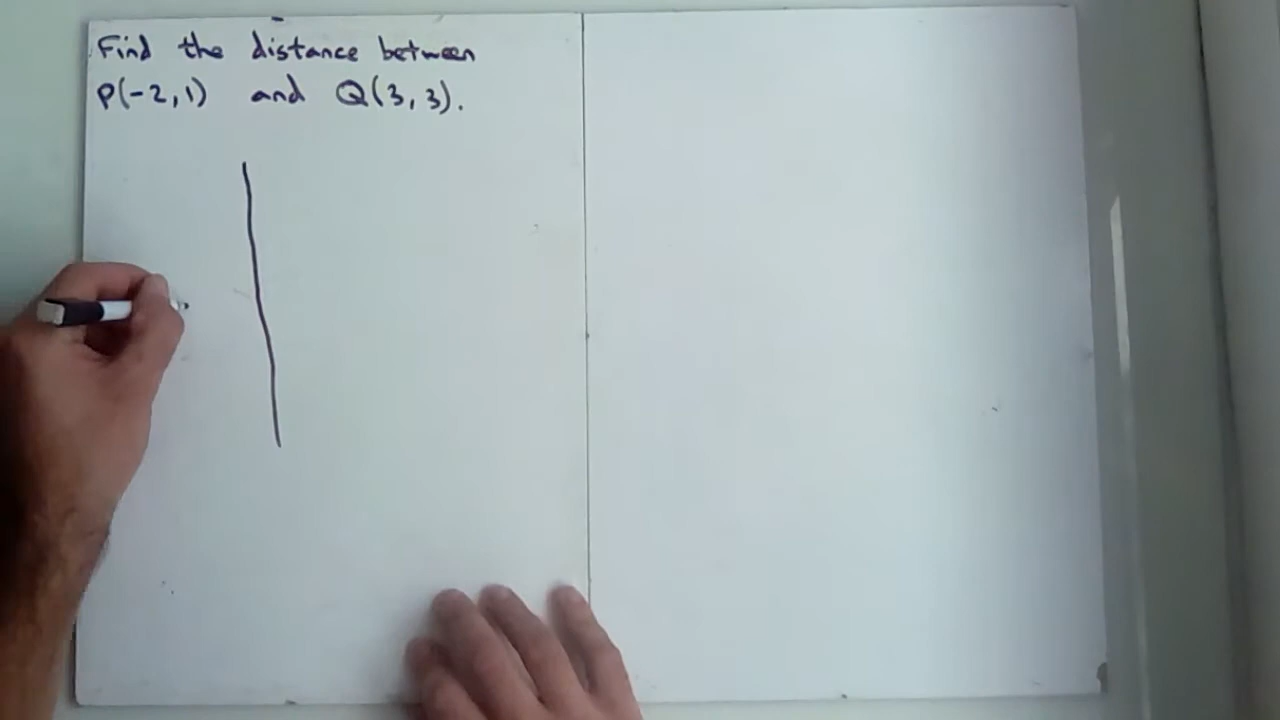 Find the distance between
P(-2,1) and Q(3,3).